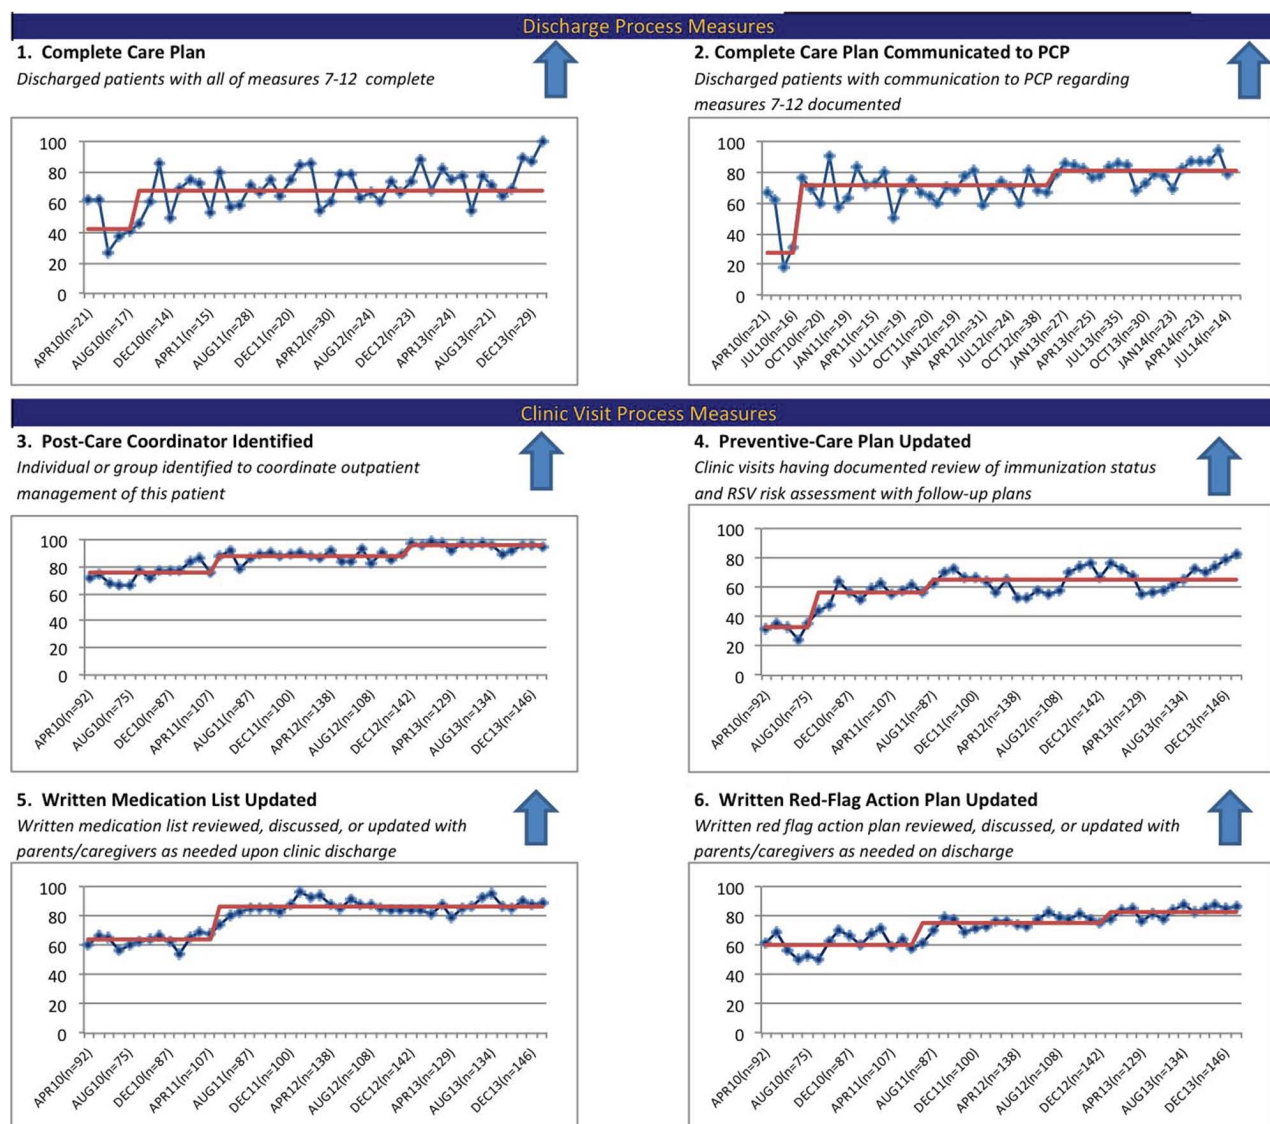 Discharge Process Measures
1. Complete Care Plan
Discharged patients with all of measures 7-12 complete
100
80
60
40
20
0
APR10(n=21)
AUG10(n=17)
DEC10(n=14)
APR11(n=15)
AUG11(n=28)
DEC11(n=20)
APR12(n=30)
AUG12(n=24)
DEC12(n=23)
APR13(n=24)
AUG13(n=21)
DEC13(n=29)
2. Complete Care Plan Communicated to PCP
Discharged patients with communication to PCP regarding
measures 7-12 documented
100
80
60
40
20
0
APR10(n=21)
JUL10(n=16)
OCT10(n=20)
JAN11(n=19)
APR11(n=15)
JUL11(n=19)
OCT11(n=20)
JAN12(n=19)
APR12(n=31)
JUL12(n=24)
OCT12(n=38)
JAN13(n=27)
APR13(n=25)
JUL13(n=35)
OCT13(n=30)
JAN14(n=23)
APR14(n=23)
JUL14(n=14)
Clinic Visit Process Measures
3. Post-Care Coordinator Identified
Individual or group identified to coordinate outpatient
management of this patient
100
80
60
40
20
0
APR10(n=92)
AUG10(n=75)
DEC10(n=87)
APR11(n=107)
AUG11(n=87)
DEC11(n=100)
APR12(n=138)
AUG12(n=108)
DEC12(n=142)
APR13(n=129)
AUG13(n=134)
DEC13(n=146)
4. Preventive-Care Plan Updated
Clinic visits having documented review of immunization status
and RSV risk assessment with follow-up plans
100
80
60
40
20
0
APR10(n=92)
AUG10(n=75)
DEC10(n=87)
APR11(n=107)
AUG11(n=87)
DEC11(n=100)
APR12(n=138)
AUG12(n=108)
DEC12(n=142)
APR13(n=129)
AUG13(n=134)
DEC13(n=146)
5. Written Medication List Updated
Written medication list reviewed, discussed, or updated with
parents/caregivers as needed upon clinic discharge
100
80
60
40
20
0
APR10(n=92)
AUG10(n=75)
DEC10(n=87)
APR11(n=107)
AUG11(n=87)
DEC11(n=100)
APR12(n=138)
AUG12(n=108)
DEC12(n=142)
APR13(n=129)
AUG13(n=134)
DEC13(n=146)
6. Written Red-Flag Action Plan Updated
Written red flag action plan reviewed, discussed, or updated with
parents/caregivers as needed on discharge
100
80
60
40
20
0
APR10(n=92)
AUG10(n=75)
DEC10(n=87)
APR11(n=107)
AUG11(n=87)
DEC11(n=100)
APR12(n=138)
AUG12(n=108)
DEC12(n=142)
APR13(n=129)
AUG13(n=134)
DEC13(n=146)